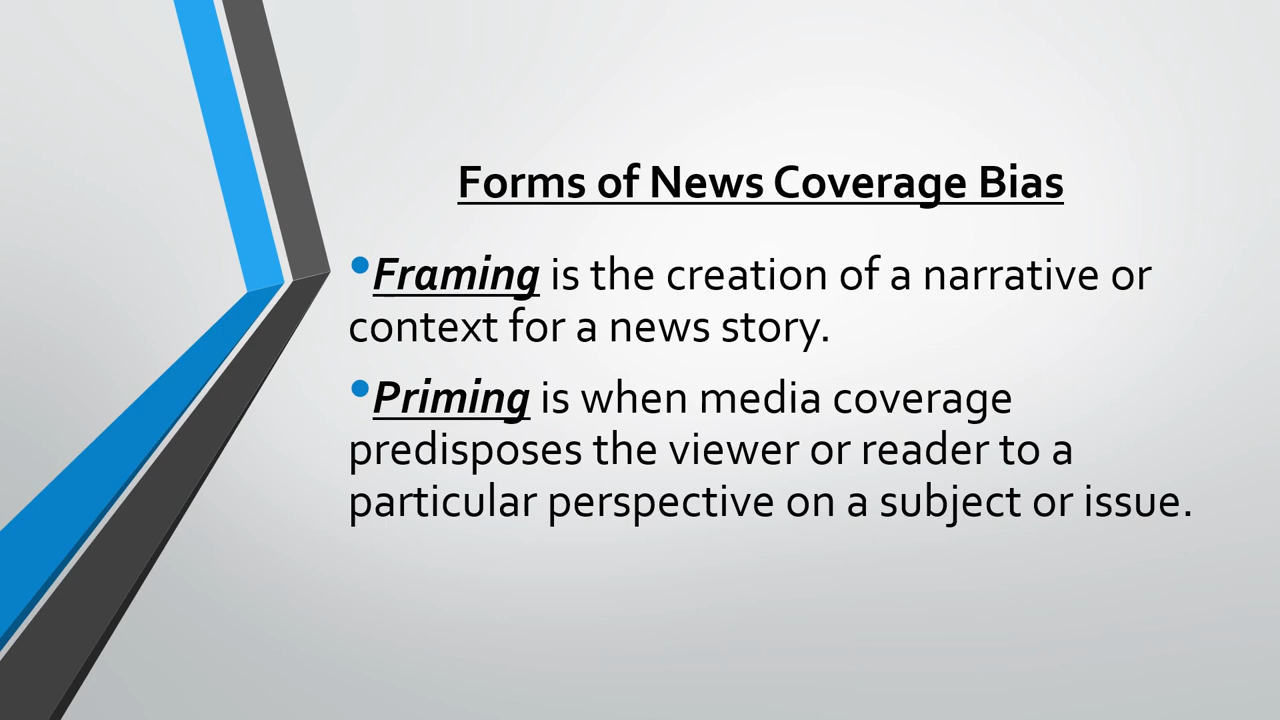 Forms of News Coverage Bias
•Framing is the creation of a narrative or
context for a news story.
•Priming is when media coverage
predisposes the viewer or reader to a
particular perspective on a subject or issue.